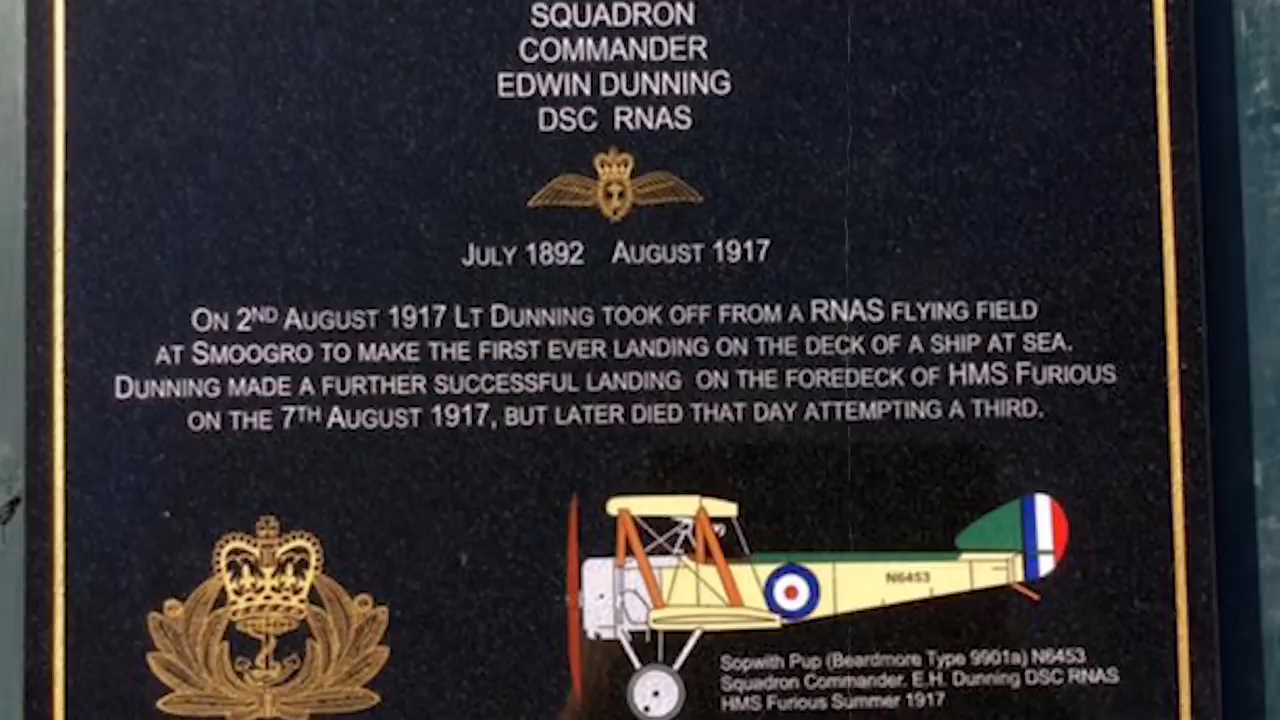 SQUADRON
COMMANDER
EDWIN DUNNING
DSC RNAS
JULY 1892 AUGUST 1917
ON 2ND AUGUST 1917 LT DUNNING TOOK OFF FROM A RNAS FLYING FIELD
AT SMOOGRO TO MAKE THE FIRST EVER LANDING ON THE DECK OF A SHIP AT SEA.
DUNNING MADE A FURTHER SUCCESSFUL LANDING ON THE FOREDECK OF HMS FURIOUS
ON THE 7TH AUGUST 1917, BUT LATER DIED THAT DAY ATTEMPTING A THIRD.
N6453
Sopwith Pup (Beardmore Type 9901a) N6453
Squadron Commander. E.H. Dunning DSC RNAS
HMS Furious Summer 1917